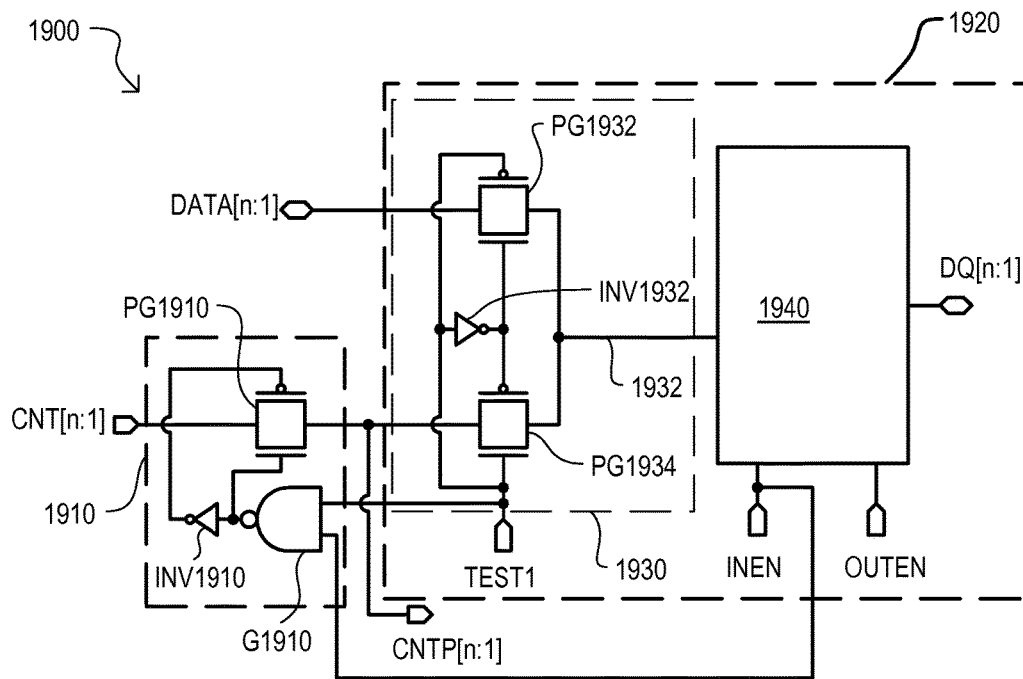 1900
1920
PG1932
DATA[n:1]
INV1932
DQ[n:1]
PG1910
1940
1932
CNT[n:1]
PG1934
1910
INV1910
TEST1
1930
INEN
OUTEN
G1910
CNTP[n:1]